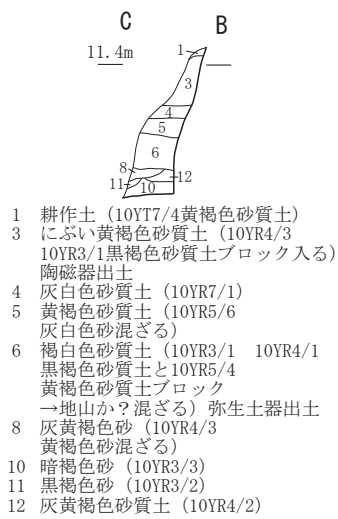 C
B
11.4m
1
3
4
5
6
8
12
11
10
1 耕作土（10YT7/4黄褐色砂質土）
3 にぶい黄褐色砂質土（10YR4/3
10YR3/1黒褐色砂質土ブロック入る）
陶磁器出土
4 灰白色砂質土（10YR7/1）
5 黄褐色砂質土（10YR5/6
灰白色砂混ざる）
6 褐白色砂質土（10YR3/1　10YR4/1
黒褐色砂質土と10YR5/4
黄褐色砂質土ブロック
→地山か？混ざる）弥生土器出土
8 灰黄褐色砂（10YR4/3
黄褐色砂混ざる）
10 暗褐色砂（10YR3/3）
11 黒褐色砂（10YR3/2）
12 灰黄褐色砂質土（10YR4/2）